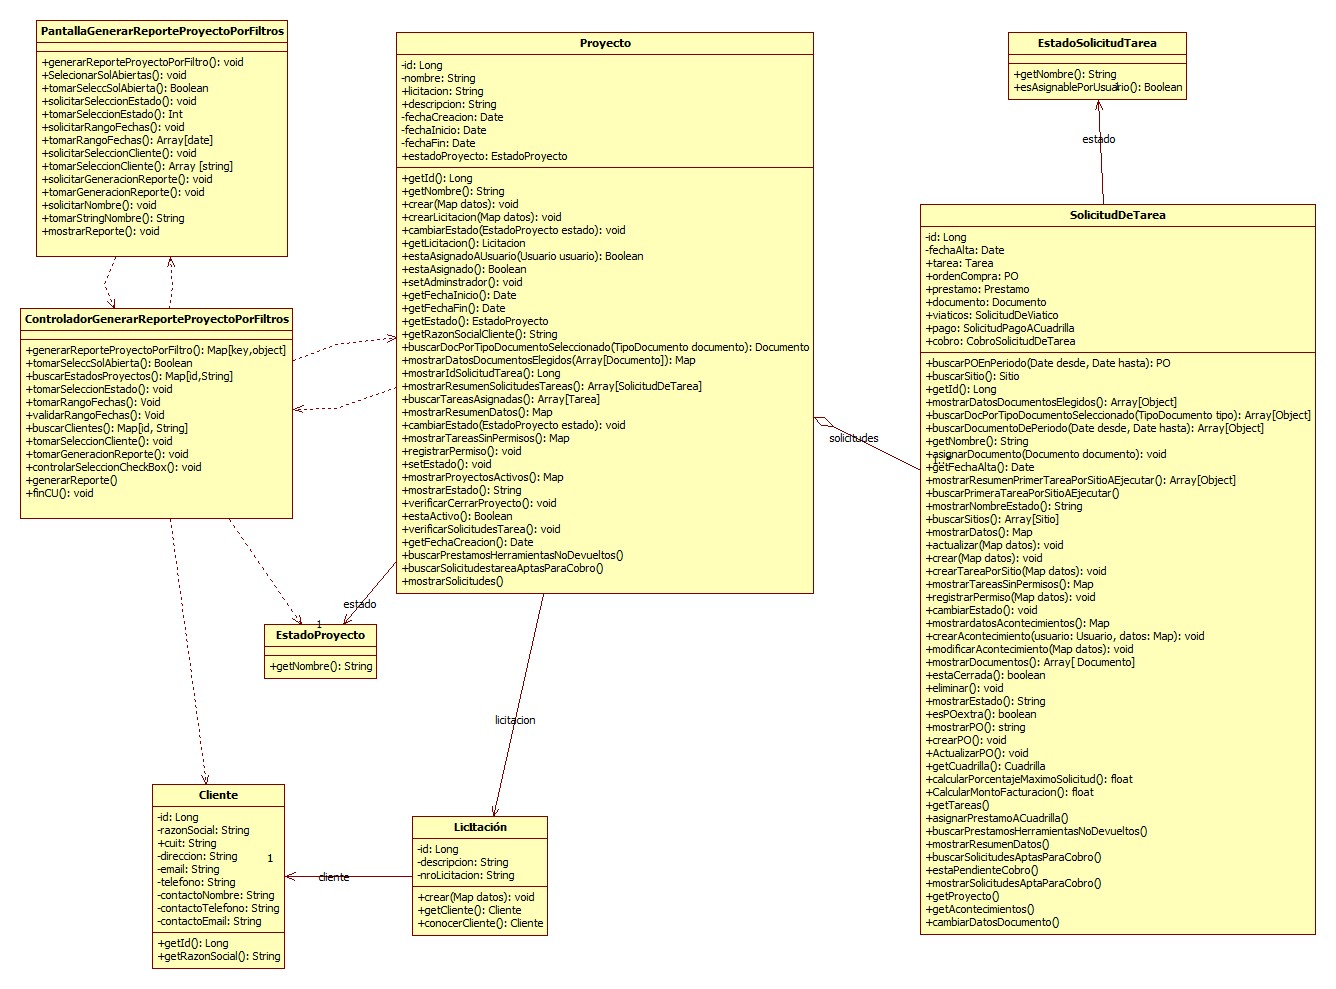 PantallaGenerarReporteProyectoPorFiltros
+generarReporteProyectoPorFiltro(): void
+SelecionarSolAbiertas(): void
+tomarSeleccSolAbierta(): Boolean
+solicitarSeleccionEstado(): void
+tomarSeleccionEstado(): Int
+solicitarRangoFechas(): void
+tomarRangoFechas(): Array[date]
+solicitarSeleccionCliente(): void
+tomarSeleccionCliente(): Array [string]
+solicitarGeneracionReporte(): void
+tomarGeneracionReporte(): void
+solicitarNombre(): void
+tomarStringNombre(): String
+mostrarReporte(): void
ControladorGenerarReporteProyectoPorFiltros
+generarReporteProyectoPorFiltro(): Map[key,object]
+tomarSeleccSolAbierta(): Boolean
+buscarEstadosProyectos(): Map[id,String]
+tomarSeleccionEstado(): void
+tomarRangoFechas(): Void
+validarRangoFechas(): Void
+buscarClientes(): Map[id, String]
+tomarSeleccionCliente(): void
+tomarGeneracionReporte(): void
+controlarSeleccionCheckBox(): void
+generarReporte()
+finCU(): void
Proyecto
-id: Long
-nombre: String
+licitacion: String
+descripcion: String
-fechaCreacion: Date
-fechaInicio: Date
-fechaFin: Date
+estadoProyecto: EstadoProyecto
+getId(): Long
+getNombre(): String
+crear(Map datos): void
+crearLicitacion(Map datos): void
+cambiarEstado(EstadoProyecto estado): void
+getLicitacion(): Licitacion
+estaAsignadoAUsuario(Usuario usuario): Boolean
+estaAsignado(): Boolean
+setAdminstrador(): void
+getFechaInicio(): Date
+getFechaFin(): Date
+getEstado(): EstadoProyecto
+getRazonSocialCliente(): String
+buscarDocPorTipoDocumentoSeleccionado(TipoDocumento documento): Documento
+mostrarDatosDocumentosElegidos(Array[Documento]): Map
+mostrarIdSolicitudTarea(): Long
+mostrarResumenSolicitudesTareas(): Array[SolicitudDeTarea]
+buscarTareasAsignadas(): Array[Tarea]
+mostrarResumenDatos(): Map
+cambiarEstado(EstadoProyecto estado): void
+mostrarTareasSinPermisos(): Map
+registrarPermiso(): void
+setEstado(): void
+mostrarProyectosActivos(): Map
+mostrarEstado(): String
+verificarCerrarProyecto(): void
+estaActivo(): Boolean
+verificarSolicitudesTarea(): void
+getFechaCreacion(): Date
+buscarPrestamosHerramientasNoDevueltos()
+buscarSolicitudestareaAptasParaCobro()
+mostrarSolicitudes()
EstadoSolicitudTarea
+getNombre(): String
+esAsignablePorUsuario(): Boolean
estado
SolicitudDeTarea
-id: Long
-fechaAlta: Date
+tarea: Tarea
+ordenCompra: PO
+prestamo: Prestamo
+documento: Documento
+viaticos: SolicitudDeViatico
+pago: SolicitudPagoACuadrilla
+cobro: CobroSolicitudDeTarea
+buscarPOEnPeriodo(Date desde, Date hasta): PO
+buscarSitio(): Sitio
+getId(): Long
+mostrarDatosDocumentosElegidos(): Array[Object]
+buscarDocPorTipoDocumentoSeleccionado(TipoDocumento tipo): Array[Object]
+buscarDocumentoDePeriodo(Date desde, Date hasta): Array[Object]
+getNombre(): String
+asignarDocumento(Documento documento): void
+getFechaAlta(): Date
+mostrarResumenPrimerTareaPorSitioAEjecutar(): Array[Object]
+buscarPrimeraTareaPorSitioAEjecutar()
+mostrarNombreEstado(): String
+buscarSitios(): Array[Sitio]
+mostrarDatos(): Map
+actualizar(Map datos): void
+crear(Map datos): void
+crearTareaPorSitio(Map datos): void
+mostrarTareasSinPermisos(): Map
+registrarPermiso(Map datos): void
+cambiarEstado(): void
+mostrardatosAcontecimientos(): Map
+crearAcontecimiento(usuario: Usuario, datos: Map): void
+modificarAcontecimiento(Map datos): void
+mostrarDocumentos(): Array[ Documento]
+estaCerrada(): boolean
+eliminar(): void
+mostrarEstado(): String
+esPOextra(): boolean
+mostrarPO(): string
+crearPO(): void
+ActualizarPO(): void
+getCuadrilla(): Cuadrilla
+calcularPorcentajeMaximoSolicitud(): float
+CalcularMontoFacturacion(): float
+getTareas()
+asignarPrestamoACuadrilla()
+buscarPrestamosHerramientasNoDevueltos()
+mostrarResumenDatos()
+buscarSolicitudesAptasParaCobro()
+estaPendienteCobro()
+mostrarSolicitudesAptaParaCobro()
+getProyecto()
+getAcontecimientos()
+cambiarDatosDocumento()
solicitudes
estado
1
EstadoProyecto
+getNombre(): String
licitacion
Cliente
-id: Long
-razonSocial: String
+cuit: String
-direccion: String
-email: String
-telefono: String
-contactoNombre: String
-contactoTelefono: String
-contactoEmail: String
+getId(): Long
+getRazonSocial(): String
1
cliente
Licitación
-id: Long
-descripcion: String
-nroLicitacion: String
+crear(Map datos): void
+getCliente(): Cliente
+conocerCliente(): Cliente